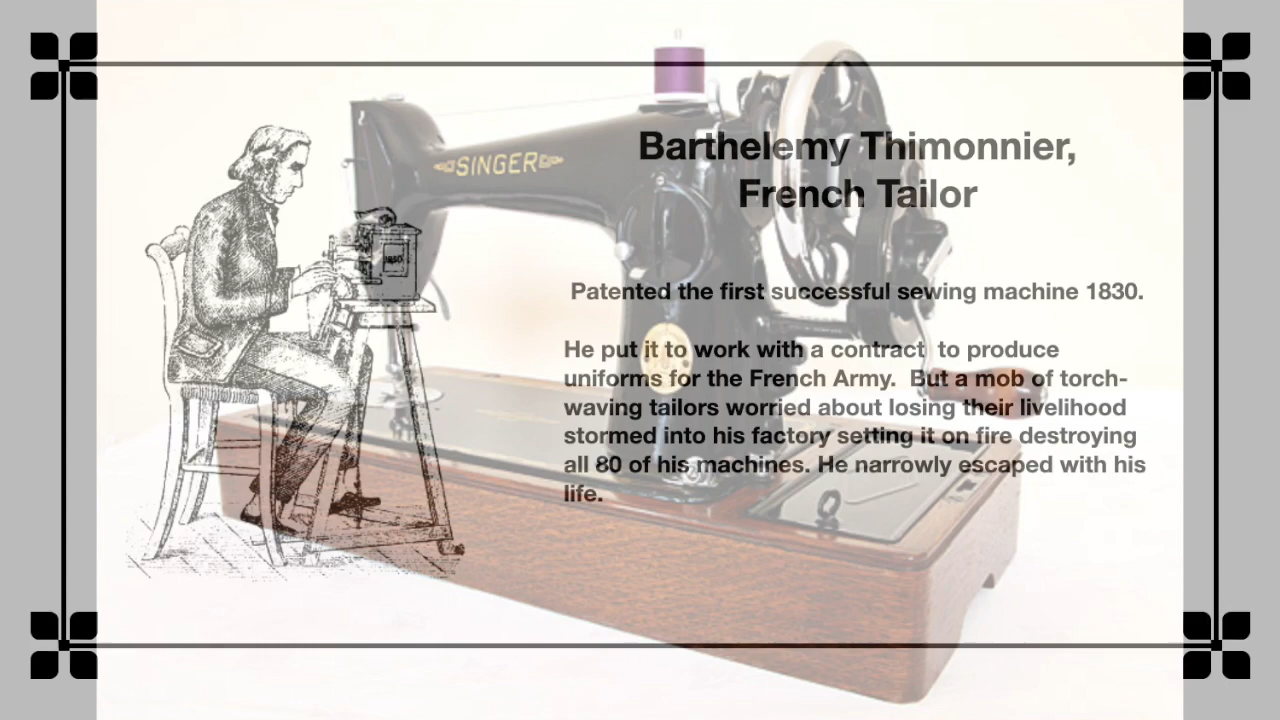 SINGER
Barthelemy Thimonnier,
French Tailor
1830
Patented the first successful sewing machine 1830.
He put it to work with a contract  to produce
uniforms for the French Army.  But a mob of torch-
waving tailors worried about losing their livelihood
stormed into his factory setting it on fire destroying
all 80 of his machines. He narrowly escaped with his
life.